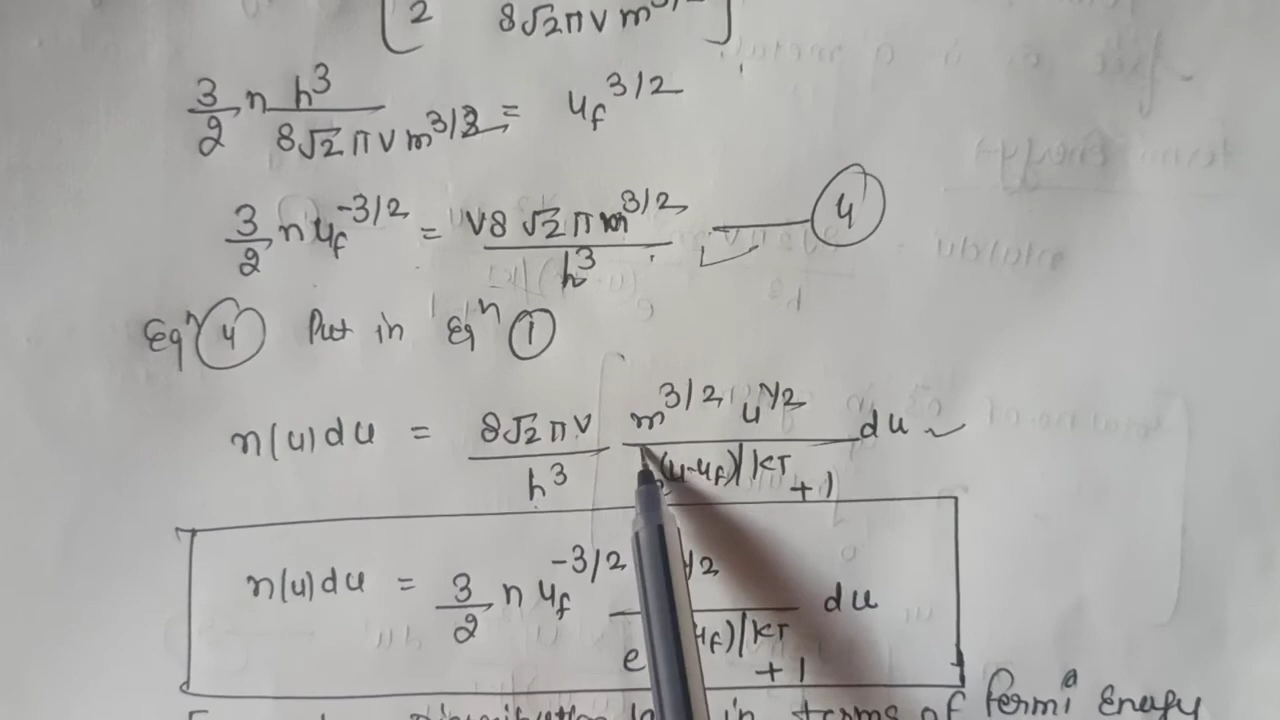 2 8√2πVm
3/2 n h³/8√2πVm^3/2 = u_f^3/2
3/2 n u_f^-3/2 = V8√2πm^3/2/h³ — 4
Eqⁿ 4 Put in Eqⁿ 1
n(u)du = 8√2πV/h³ m^3/2 u^1/2/(u-u_f)/KT +1 du
n(u)du = 3/2 n u_f^-3/2 1/2/e u_f)/KT +1 du
in terms of fermi Energy